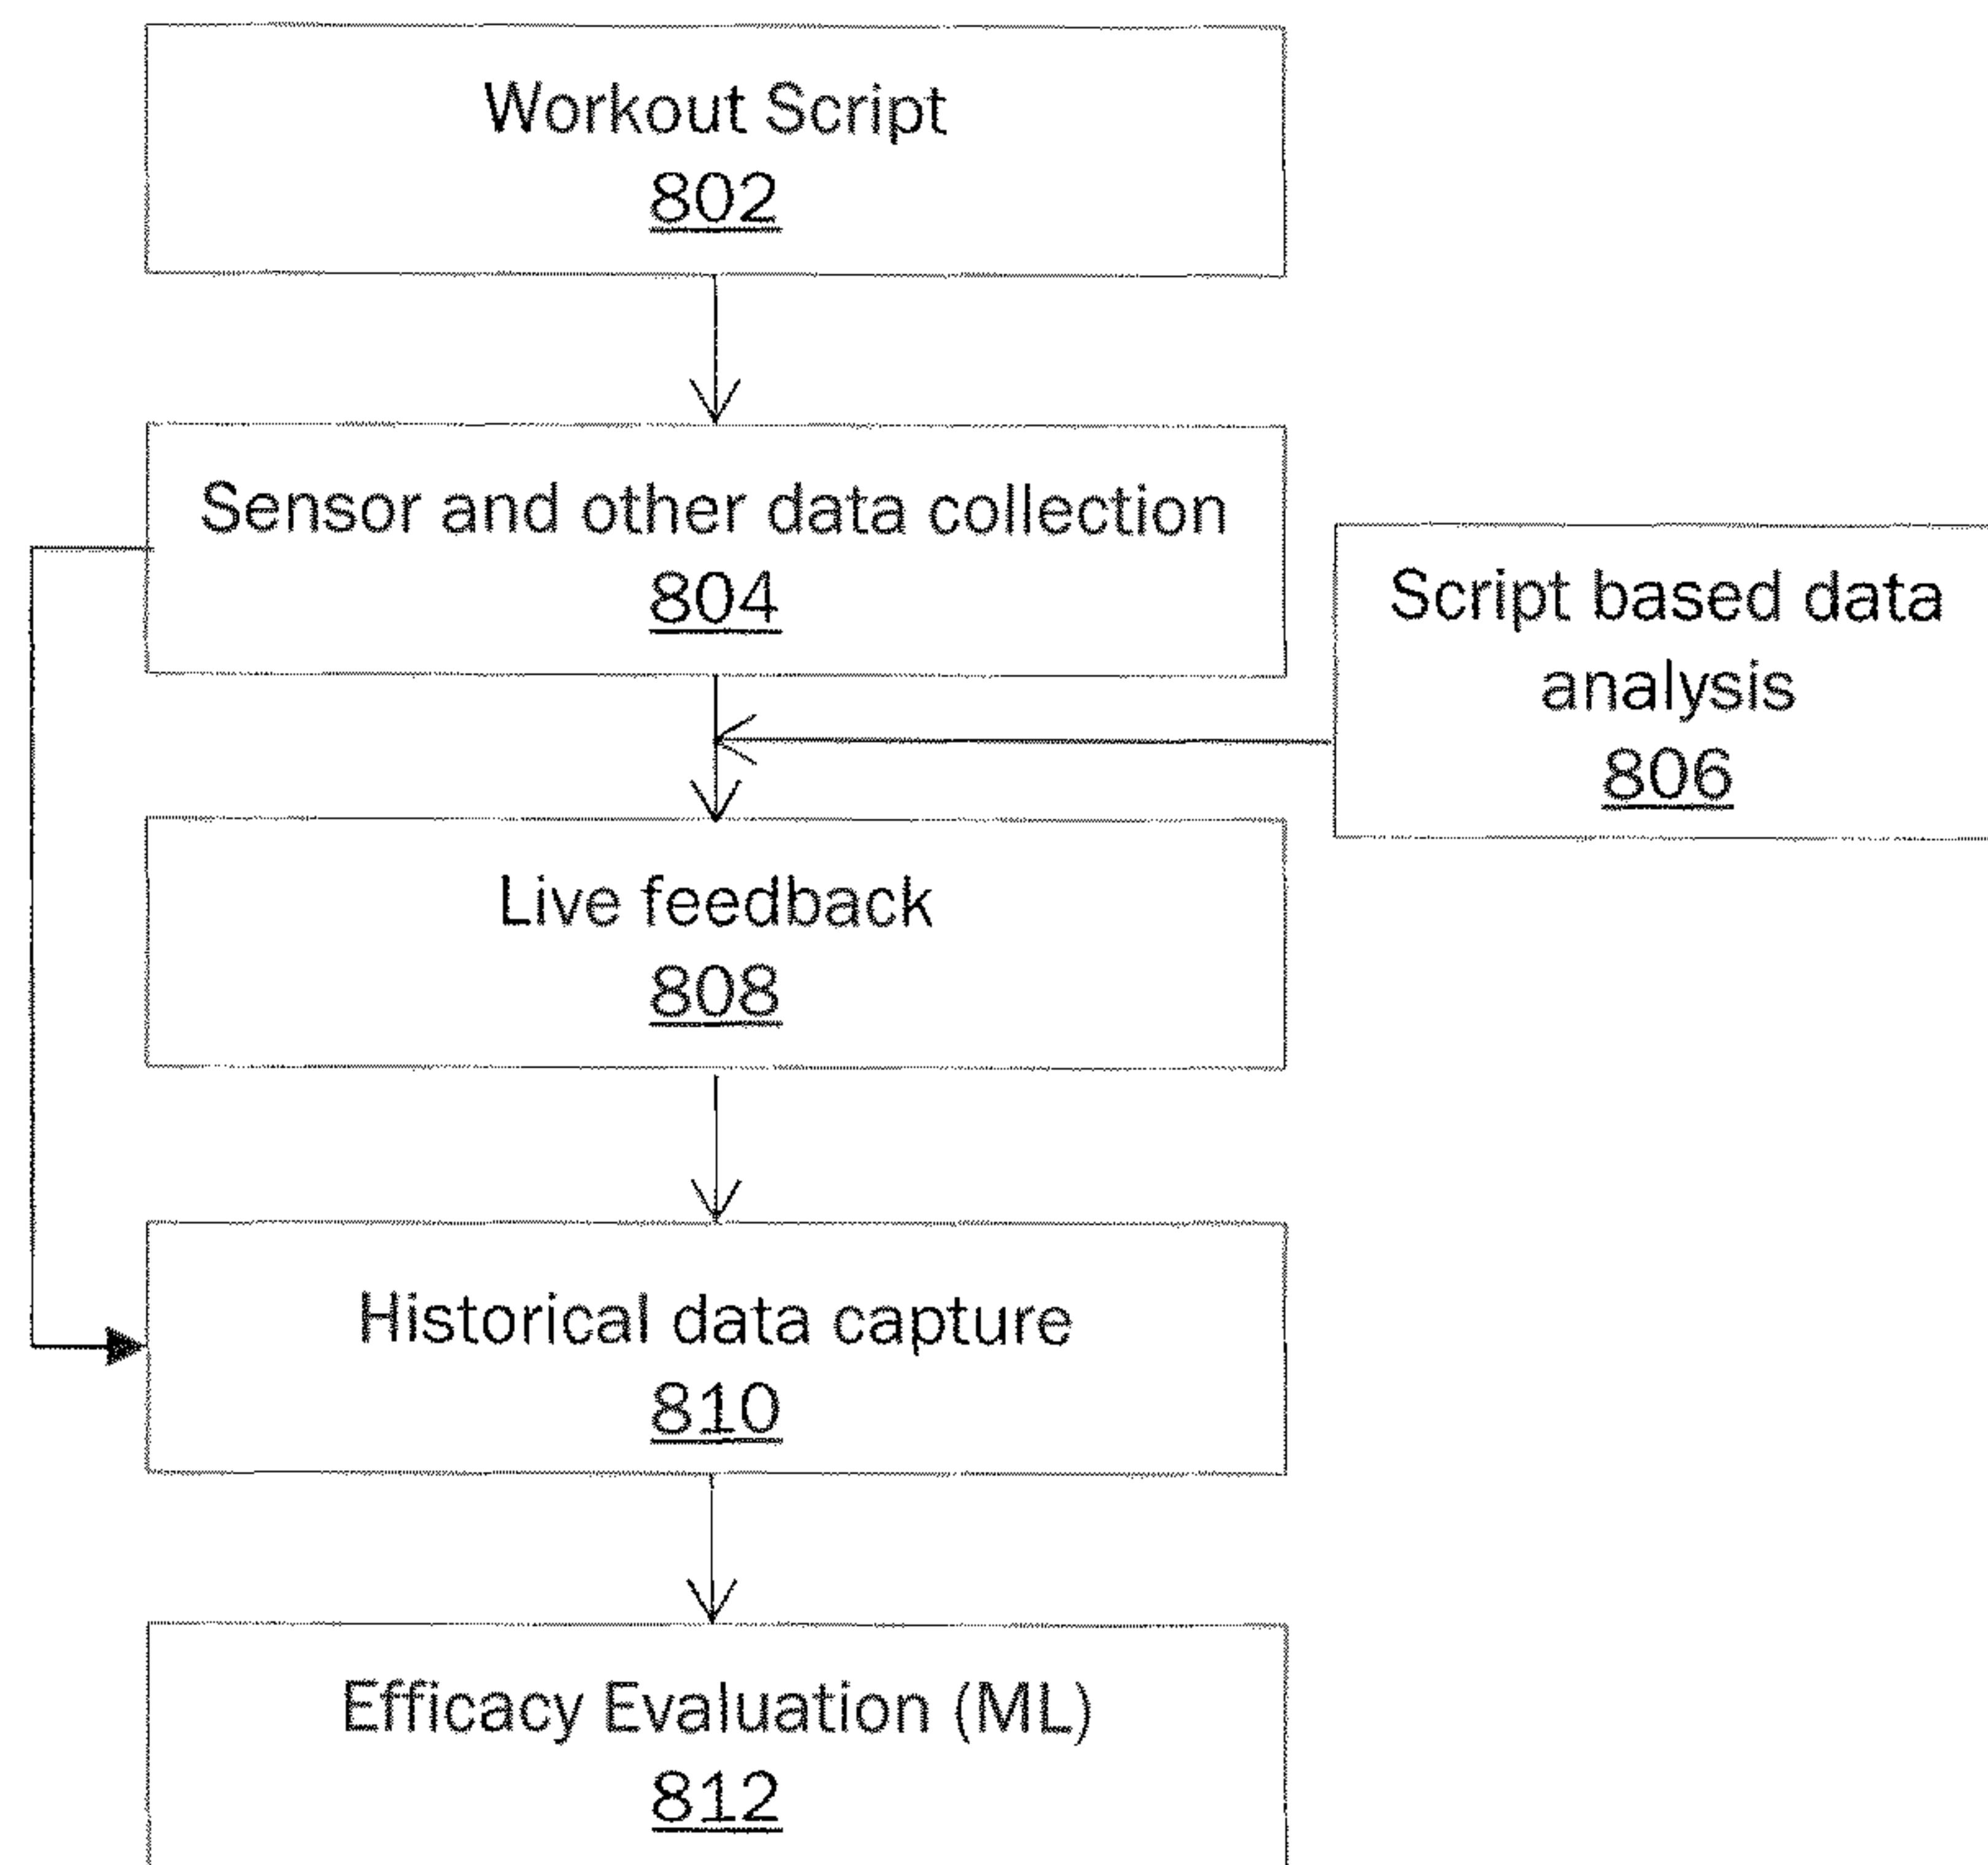 Workout Script
802
Sensor and other data collection
804
Script based data
analysis
806
Live feedback
808
Historical data capture
810
Efficacy Evaluation (ML)
812